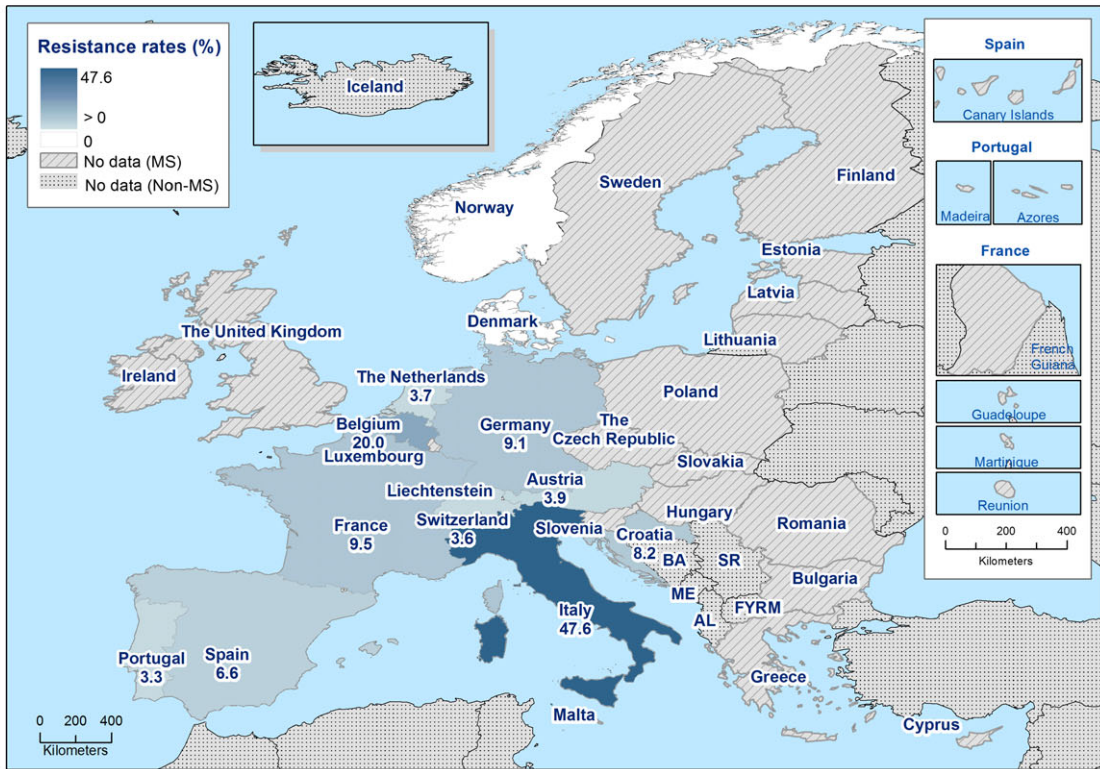 Resistance rates (%)
47.6
> 0
0
No data (MS)
No data (Non-MS)
Iceland
Spain
Canary Islands
Portugal
Madeira
Azores
France
French
Guiana
Guadeloupe
Martinique
Reunion
0 200 400
Kilometers
Norway
Sweden
Finland
Estonia
Latvia
Lithuania
Denmark
The United Kingdom
Ireland
The Netherlands
3.7
Poland
Belgium
20.0
Luxembourg
Germany
9.1
The
Czech Republic
Slovakia
Austria
3.9
Liechtenstein
Switzerland
3.6
Slovenia
Hungary
Romania
Croatia
8.2
France
9.5
BA
SR
Bulgaria
ME
FYRM
AL
Italy
47.6
Portugal
3.3
Spain
6.6
Greece
Malta
Cyprus
0 200 400
Kilometers